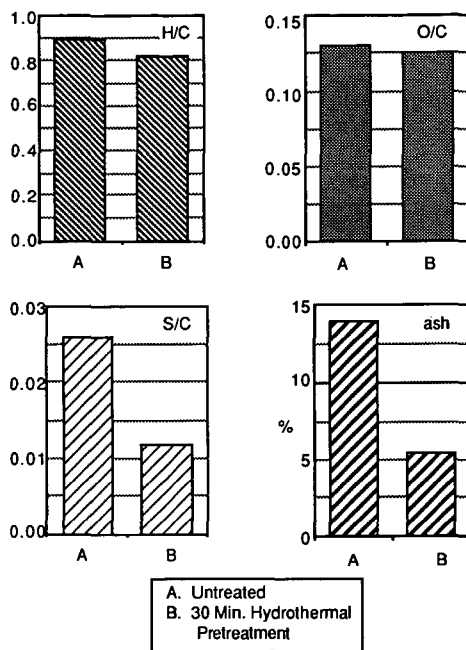 H/C
1.0
0.8
0.6
0.4
0.2
0.0
A B
O/C
0.15
0.10
0.05
0.00
A B
S/C
0.03
0.02
0.01
0.00
A B
ash
15
10
%
5
0
A B
A. Untreated
B. 30 Min. Hydrothermal
Pretreatment